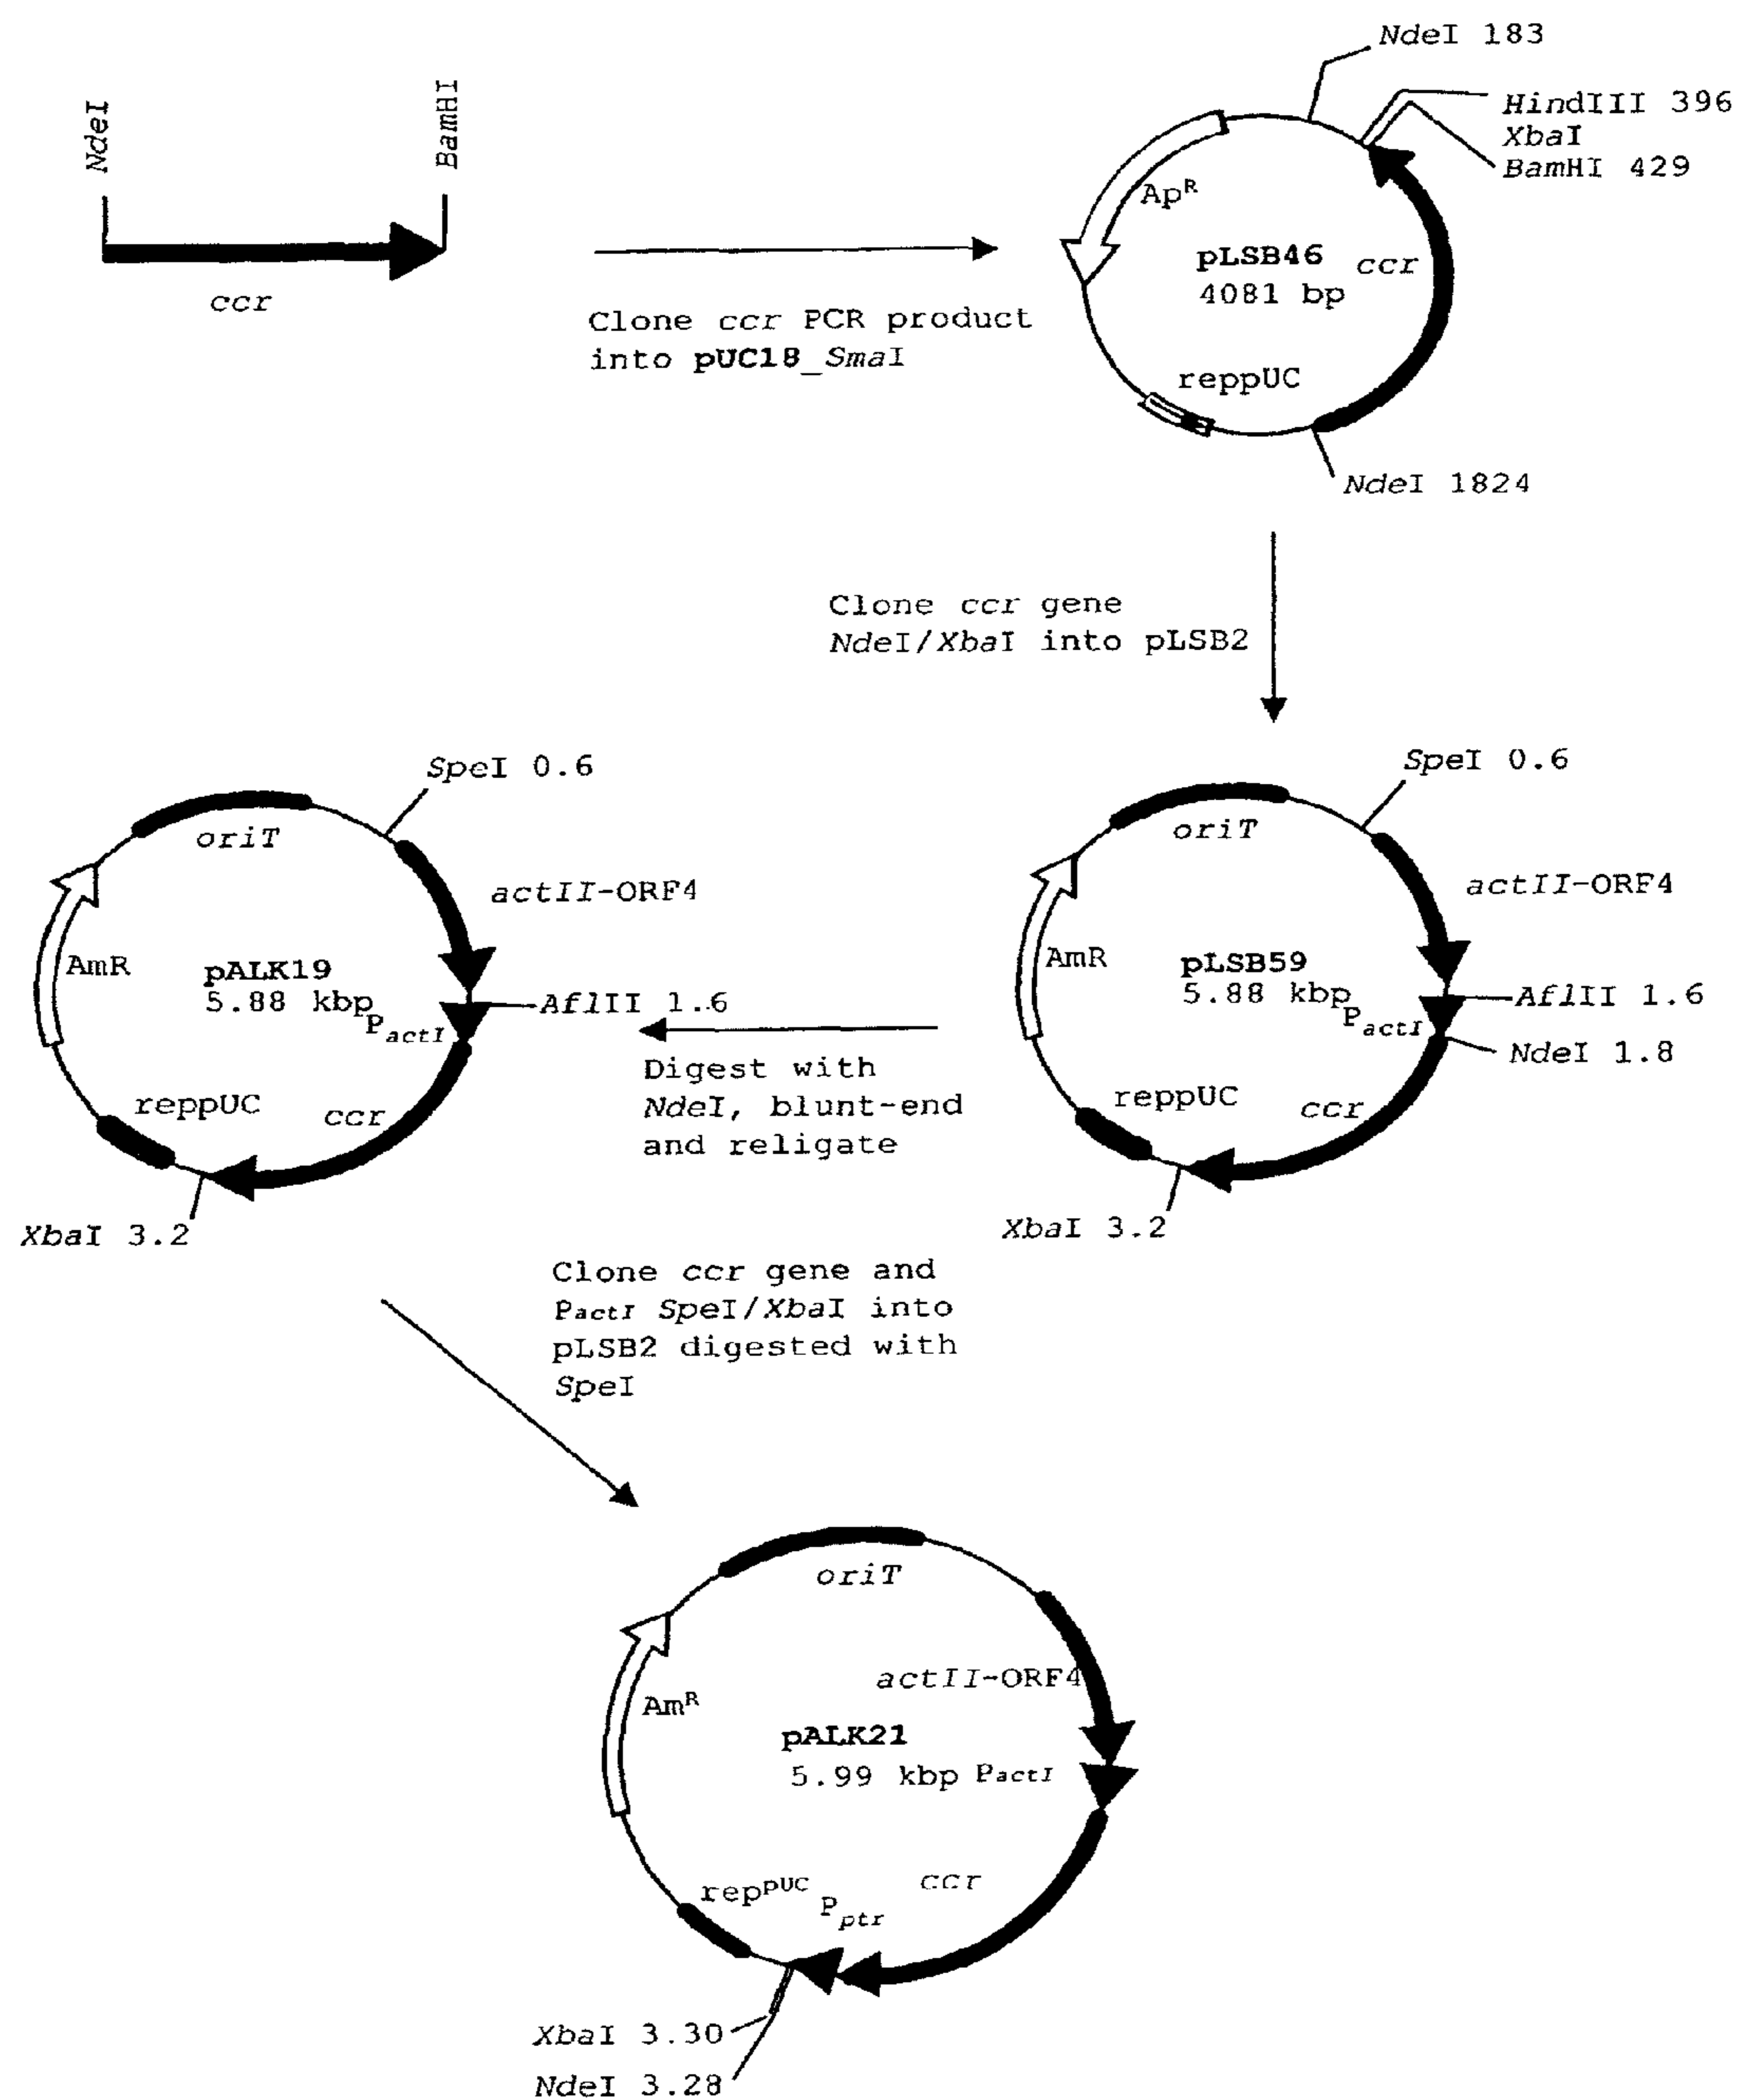 NdeI
BamHI
ccr
Clone ccr PCR product
into pUC18_SmaI
NdeI 183
HindIII 396
XbaI
BamHI 429
ApR
pLSB46
4081 bp
ccr
reppUC
NdeI 1824
Clone ccr gene
NdeI/XbaI into pLSB2
SpeI 0.6
oriT
actII-ORF4
AmR
pLSB59
5.88 kbp
PactI
AflII 1.6
NdeI 1.8
reppUC
ccr
XbaI 3.2
Digest with
NdeI, blunt-end
and religate
SpeI 0.6
oriT
actII-ORF4
AmR
pALK19
5.88 kbp
PactI
AflII 1.6
reppUC
ccr
XbaI 3.2
Clone ccr gene and
PactI SpeI/XbaI into
pLSB2 digested with
SpeI
oriT
actII-ORF4
AmR
pALK21
5.99 kbp PactI
reppUC
Pptr
ccr
XbaI 3.30
NdeI 3.28